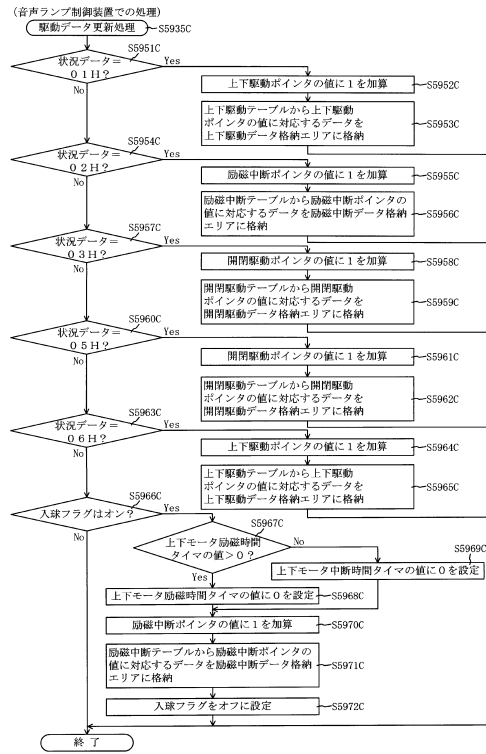 (音声ランプ制御装置での処理)
駆動データ更新処理
S5935C
S5951C
状況データ=
01H?
Yes
No
上下駆動ポインタの値に1を加算
S5952C
上下駆動テーブルから上下駆動
ポインタの値に対応するデータを
上下駆動データ格納エリアに格納
S5953C
S5954C
状況データ=
02H?
Yes
No
励磁中断ポインタの値に1を加算
S5955C
励磁中断テーブルから励磁中断ポインタの
値に対応するデータを励磁中断データ格納
エリアに格納
S5956C
S5957C
状況データ=
03H?
Yes
No
開閉駆動ポインタの値に1を加算
S5958C
開閉駆動テーブルから開閉駆動
ポインタの値に対応するデータを
開閉駆動データ格納エリアに格納
S5959C
S5960C
状況データ=
05H?
Yes
No
開閉駆動ポインタの値に1を加算
S5961C
開閉駆動テーブルから開閉駆動
ポインタの値に対応するデータを
開閉駆動データ格納エリアに格納
S5962C
S5963C
状況データ=
06H?
Yes
No
上下駆動ポインタの値に1を加算
S5964C
上下駆動テーブルから上下駆動
ポインタの値に対応するデータを
上下駆動データ格納エリアに格納
S5965C
S5966C
入球フラグはオン?
Yes
No
S5967C
上下モータ励磁時間
タイマの値>0?
No
Yes
S5969C
上下モータ中断時間タイマの値に0を設定
上下モータ励磁時間タイマの値に0を設定
S5968C
励磁中断ポインタの値に1を加算
S5970C
励磁中断テーブルから励磁中断ポインタの
値に対応するデータを励磁中断データ格納
エリアに格納
S5971C
入球フラグをオフに設定
S5972C
終了